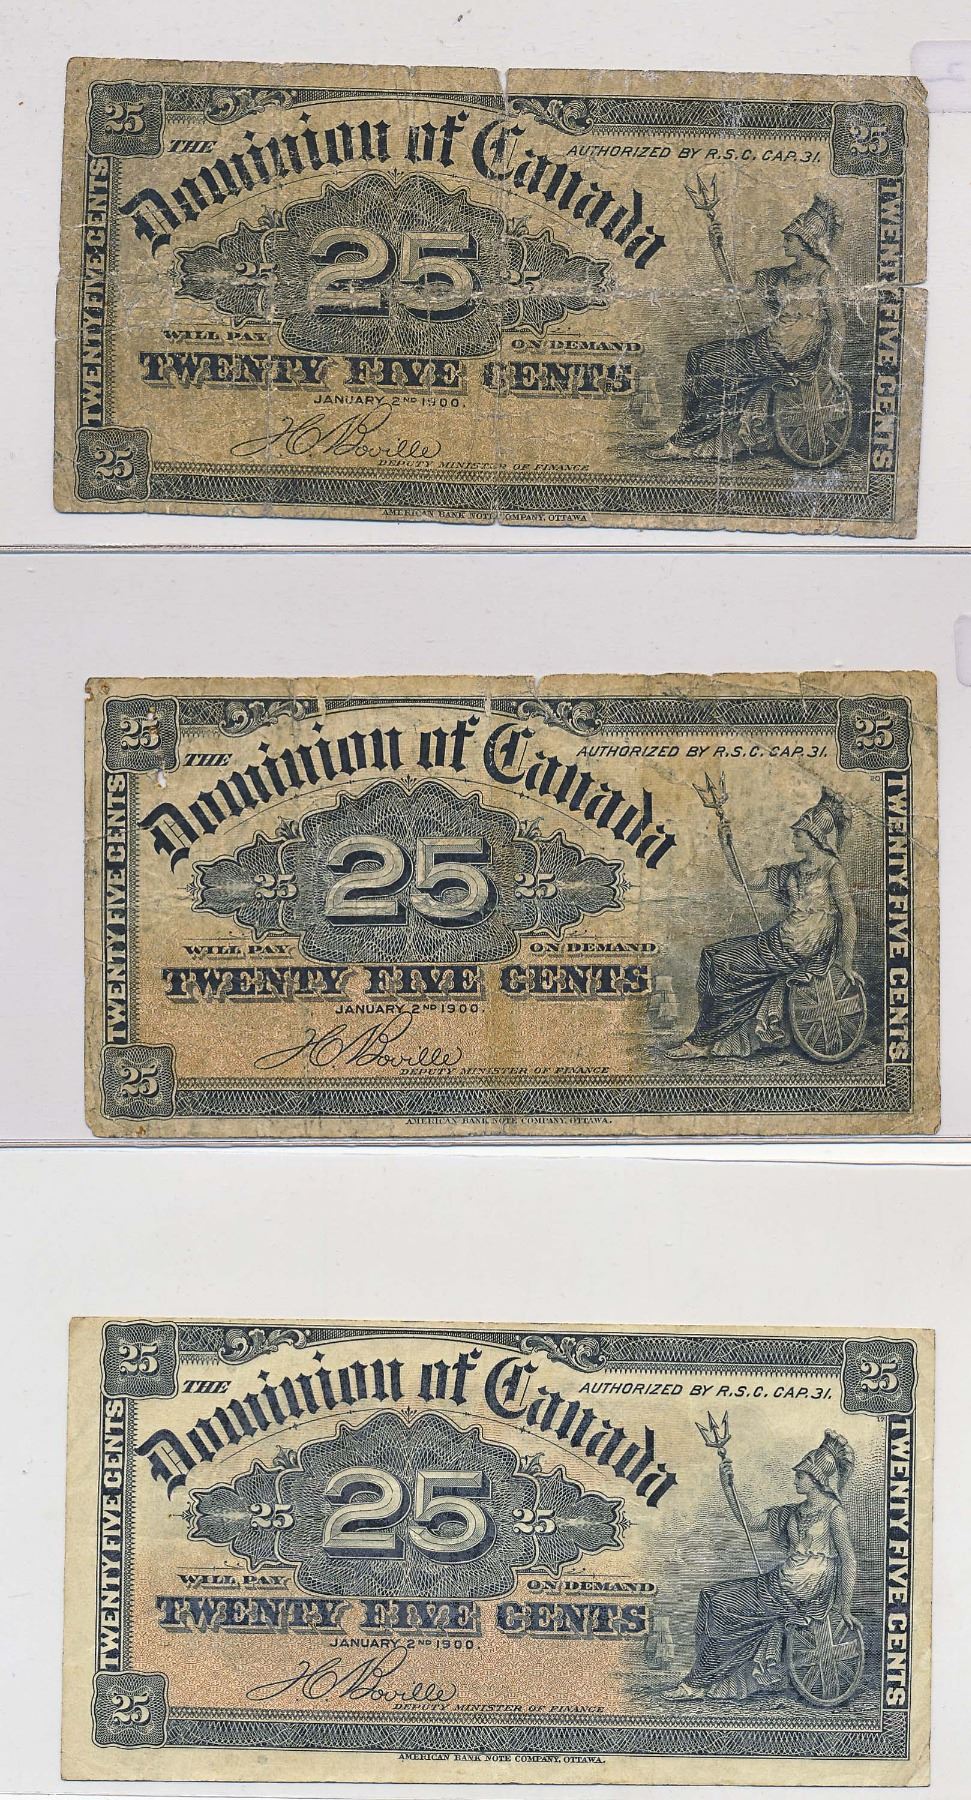 25
25
THE Dominion of Canada
AUTHORIZED BY R.S.C. CAP. 31.
TWENTY FIVE CENTS
25 25 25
TWENTY FIVE CENTS
WILL PAY
ON DEMAND
TWENTY FIVE CENTS
JANUARY 2ND 1900.
H C Boville
DEPUTY MINISTER OF FINANCE
25
AMERICAN BANK NOTE COMPANY, OTTAWA
25
25
THE Dominion of Canada
AUTHORIZED BY R.S.C. CAP. 31.
20
TWENTY FIVE CENTS
25 25 25
TWENTY FIVE CENTS
WILL PAY
ON DEMAND
TWENTY FIVE CENTS
JANUARY 2ND 1900.
H C Boville
DEPUTY MINISTER OF FINANCE
25
AMERICAN BANK NOTE COMPANY, OTTAWA.
25
25
THE Dominion of Canada
AUTHORIZED BY R.S.C. CAP. 31.
TWENTY FIVE CENTS
25 25 25
TWENTY FIVE CENTS
WILL PAY
ON DEMAND
TWENTY FIVE CENTS
JANUARY 2ND 1900.
H C Boville
DEPUTY MINISTER OF FINANCE
25
AMERICAN BANK NOTE COMPANY, OTTAWA.